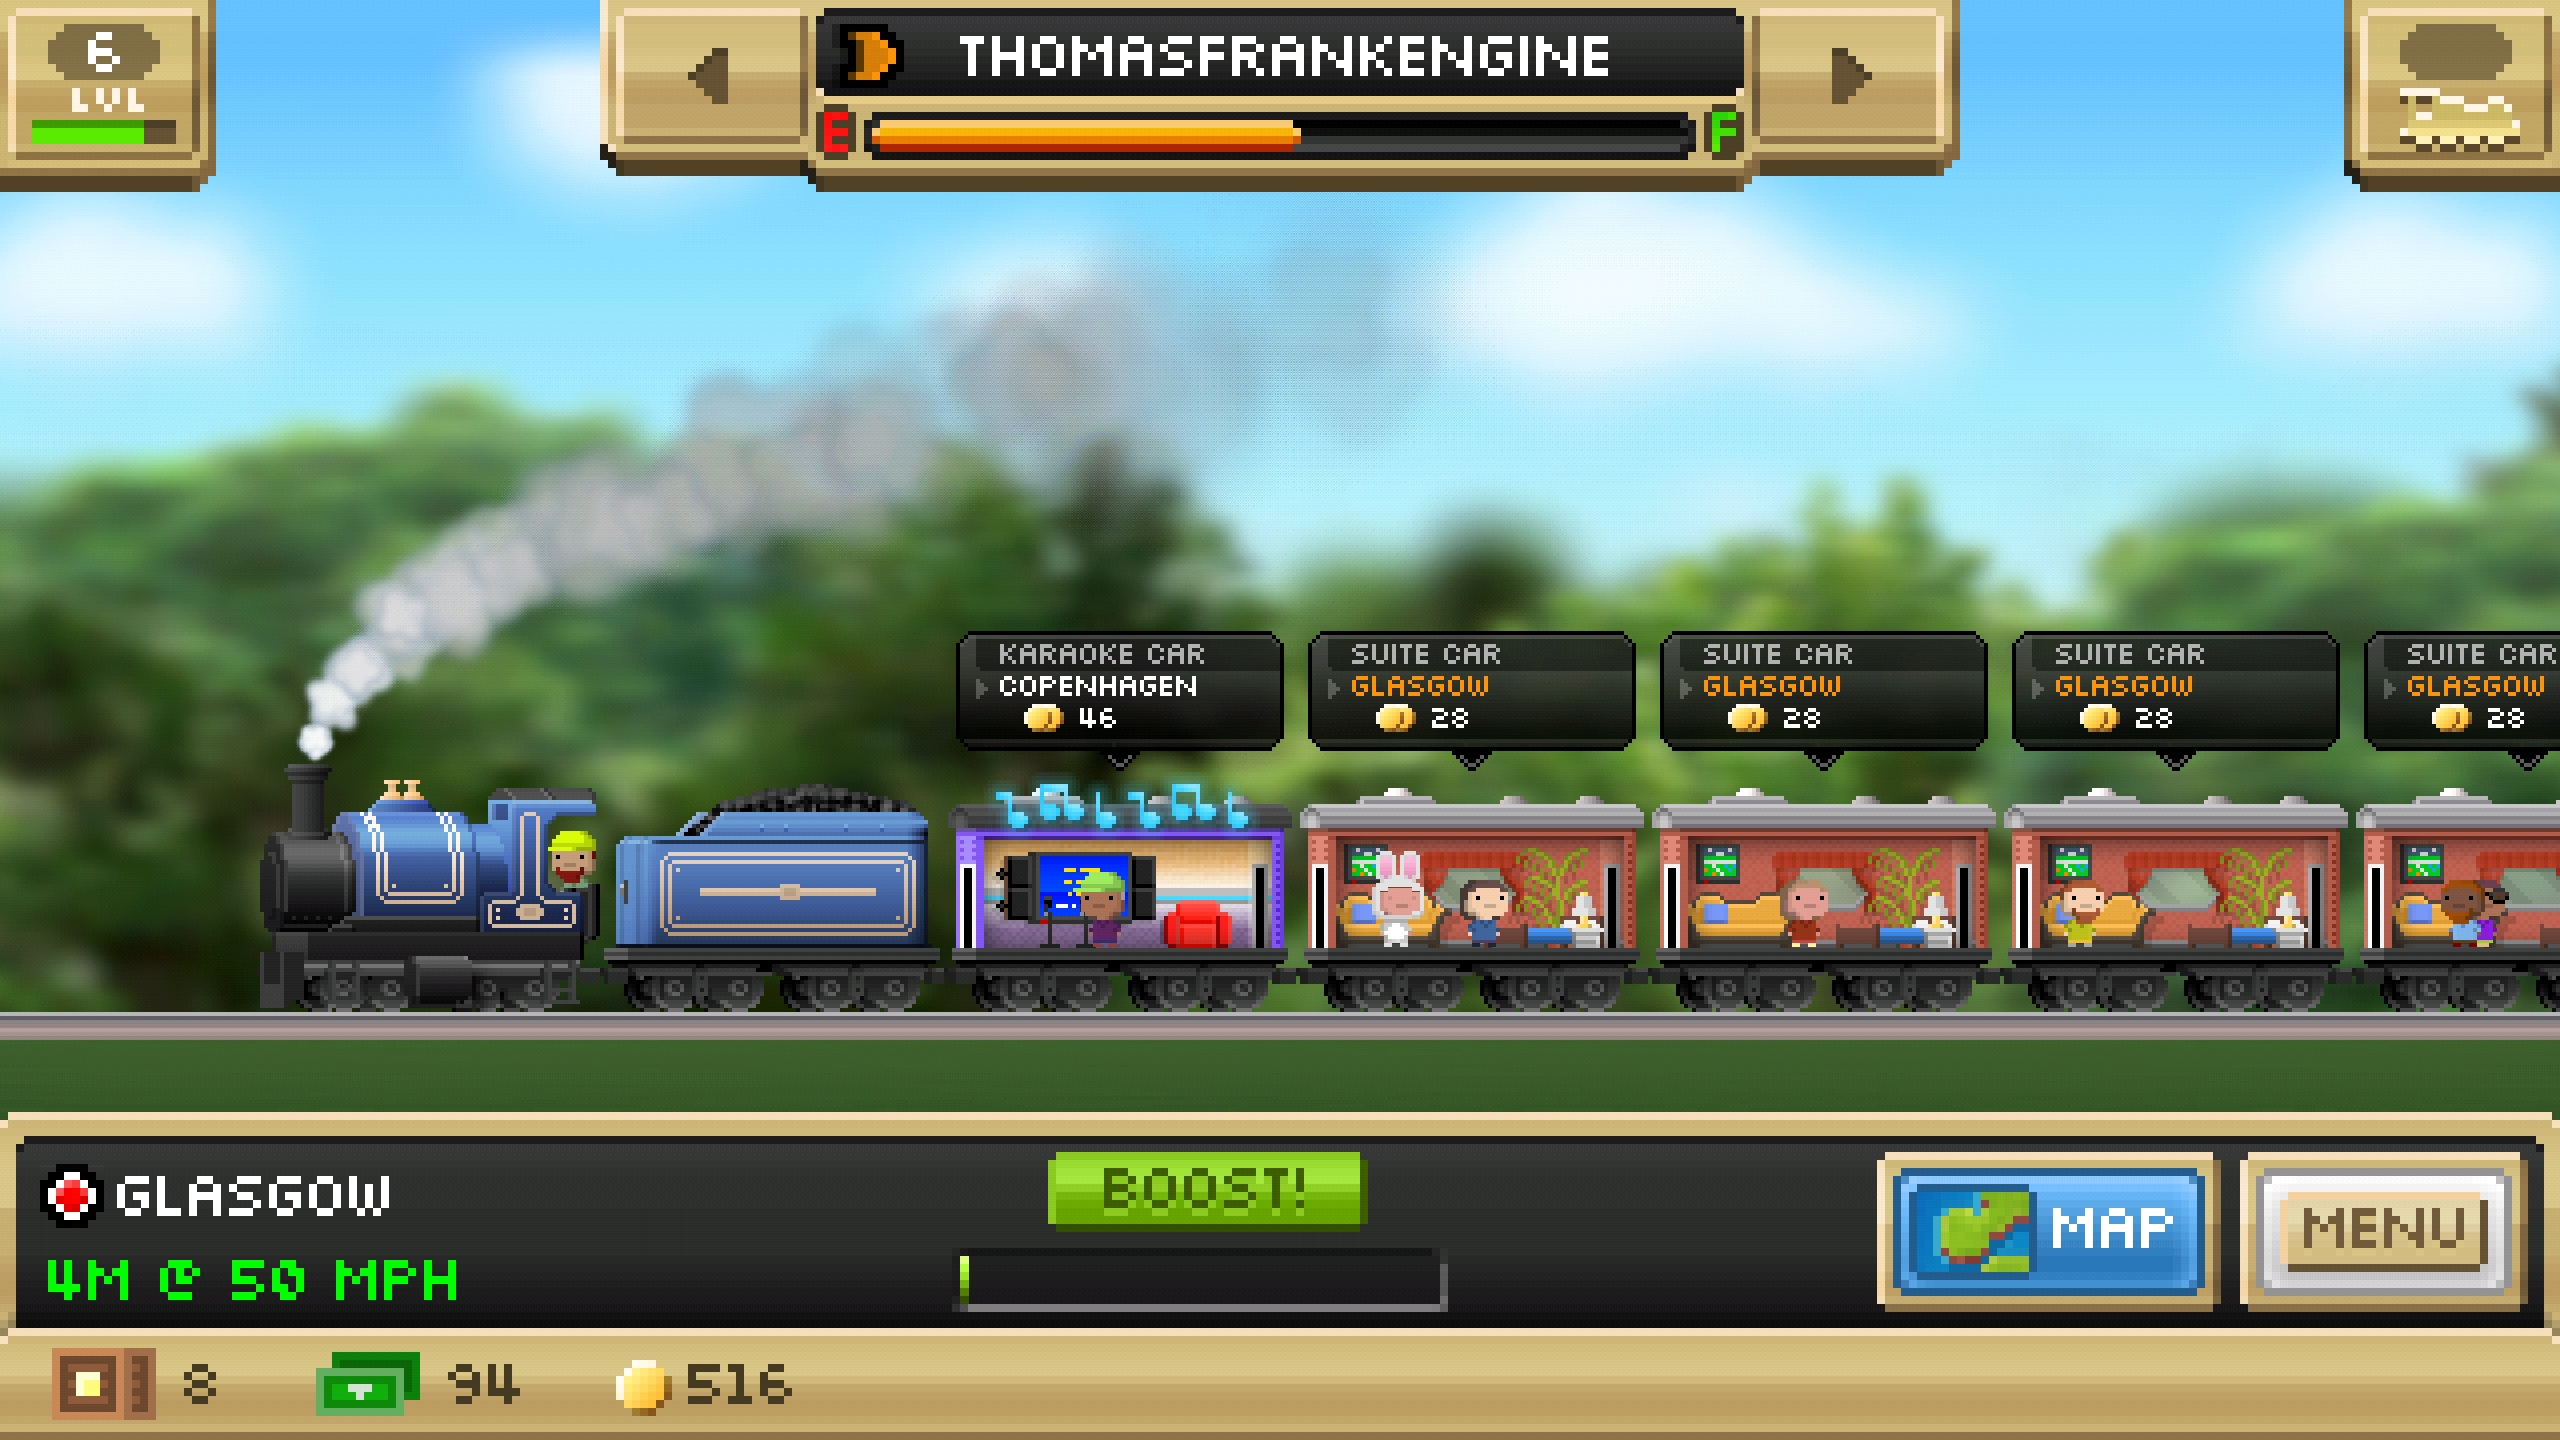 6
LVL
THOMASFRANKENGINE
E F
KARAOKE CAR
COPENHAGEN
46
SUITE CAR
GLASGOW
28
SUITE CAR
GLASGOW
28
SUITE CAR
GLASGOW
28
SUITE CAR
GLASGOW
28
GLASGOW
4M @ 50 MPH
BOOST!
MAP
MENU
8 94 516